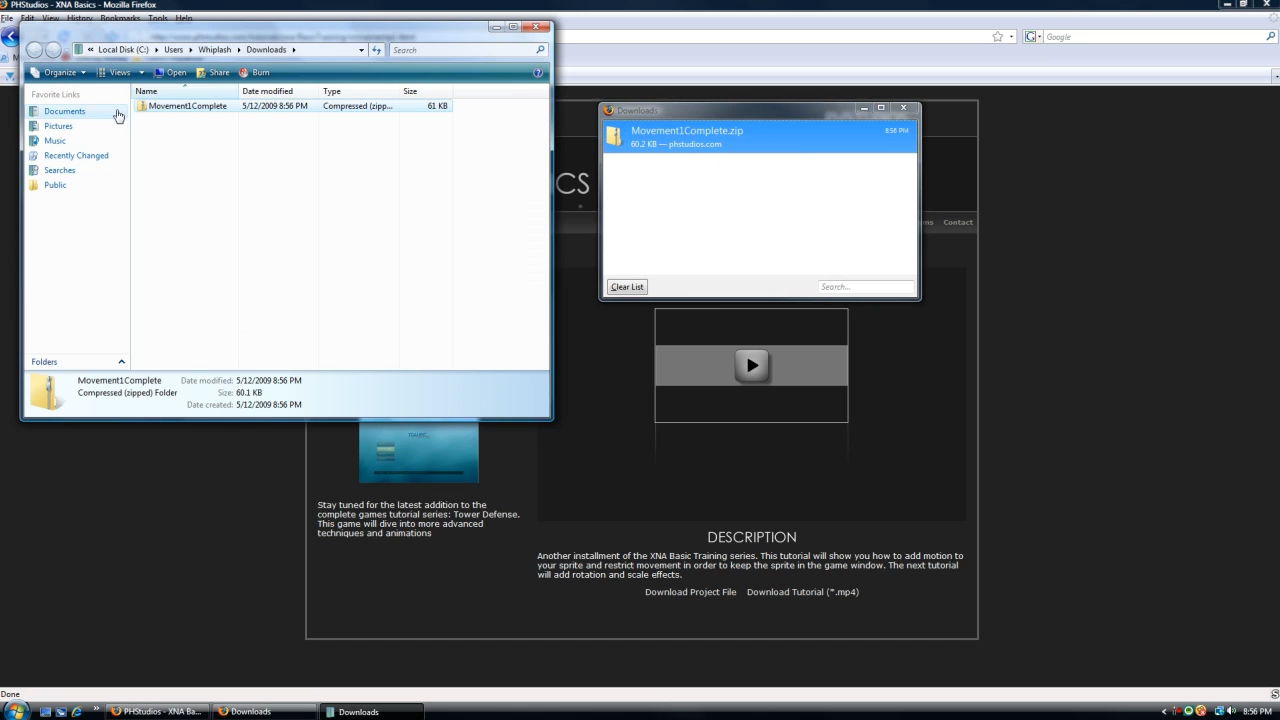 PHStudios - XNA Basics - Mozilla Firefox
File Edit View History Bookmarks Tools Help
Local Disk (C:) Users Whiplash Downloads Search
Google
Organize Views Open Share Burn
Favorite Links
Documents
Pictures
Music
Recently Changed
Searches
Public
Folders
Name Date modified Type Size
Movement1Complete 5/12/2009 8:56 PM Compressed (zipp... 61 KB
Movement1Complete Date modified: 5/12/2009 8:56 PM
Compressed (zipped) Folder Size: 60.1 KB
Date created: 5/12/2009 8:56 PM
Downloads
Movement1Complete.zip 8:56 PM
60.2 KB — phstudios.com
Clear List Search...
CS
ms Contact
Stay tuned for the latest addition to the
complete games tutorial series: Tower Defense.
This game will dive into more advanced
techniques and animations
DESCRIPTION
Another installment of the XNA Basic Training series. This tutorial will show you how to add motion to
your sprite and restrict movement in order to keep the sprite in the game window. The next tutorial
will add rotation and scale effects.
Download Project File Download Tutorial (*.mp4)
Done
PHStudios - XNA Ba... Downloads Downloads 8:56 PM